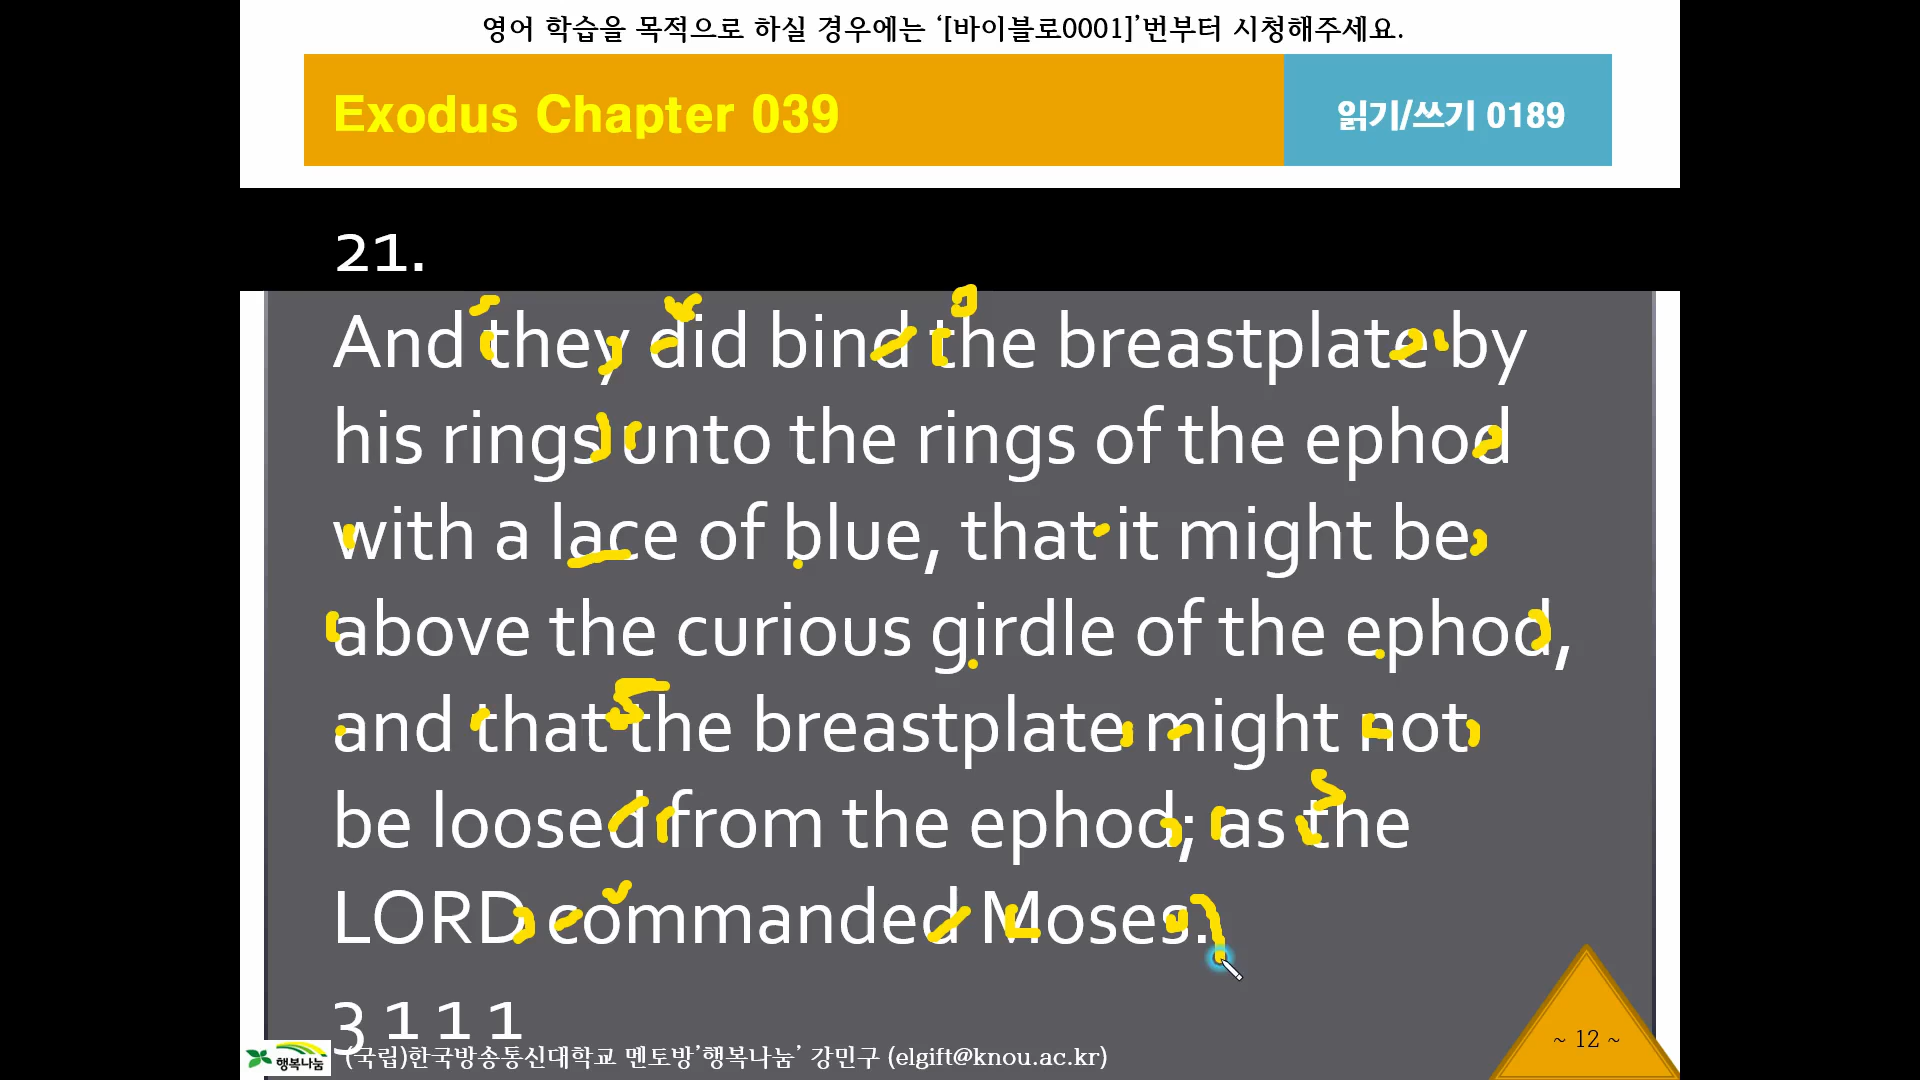 영어 학습을 목적으로 하실 경우에는 ‘[바이블로0001]’번부터 시청해주세요.
Exodus Chapter 039
읽기/쓰기 0189
21.
And they did bind the breastplate by
his rings unto the rings of the ephod
with a lace of blue, that it might be
above the curious girdle of the ephod,
and that the breastplate might not
be loosed from the ephod; as the
LORD commanded Moses.
3 1 1 1
행복나눔 (국립)한국방송통신대학교 멘토방’행복나눔’ 강민구 (elgift@knou.ac.kr)
~ 12 ~